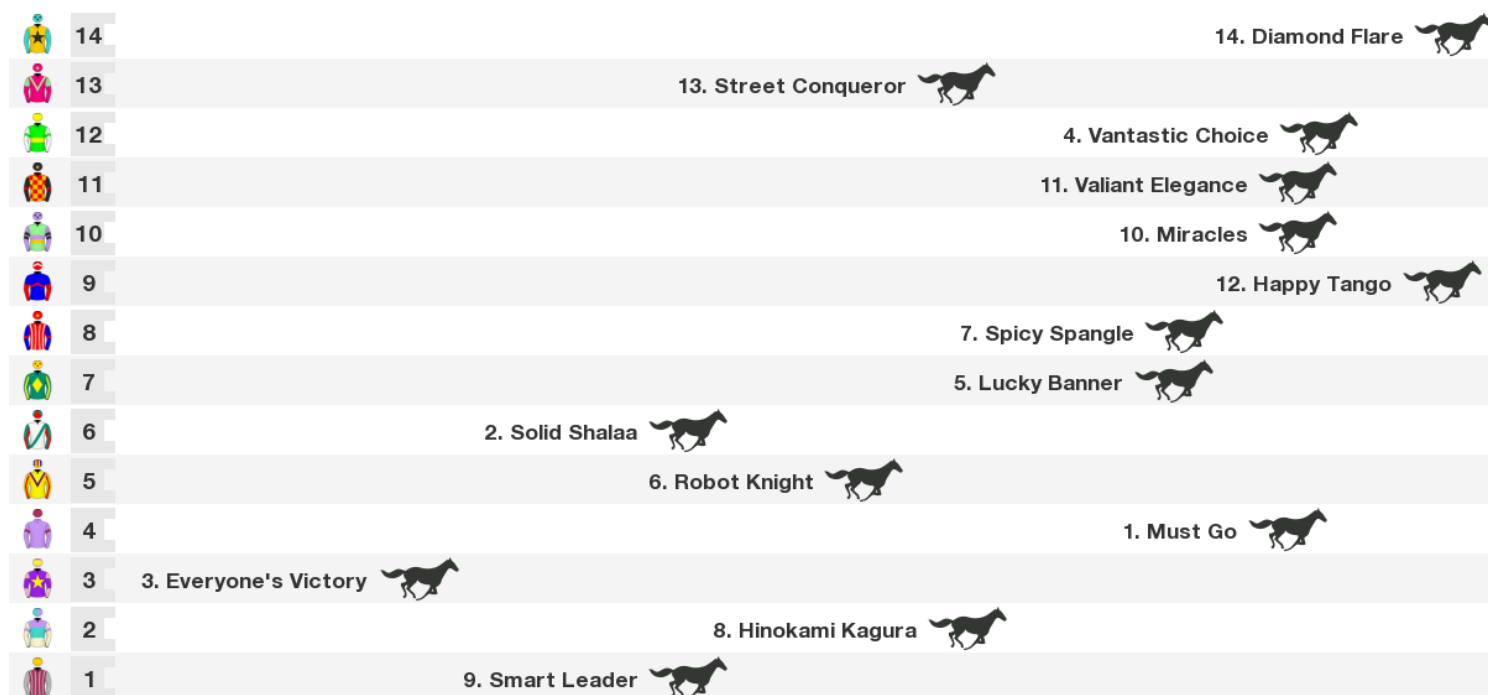 14 14. Diamond Flare
13 13. Street Conqueror
12 4. Vantastic Choice
11 11. Valiant Elegance
10 10. Miracles
9 12. Happy Tango
8 7. Spicy Spangle
7 5. Lucky Banner
6 2. Solid Shalaa
5 6. Robot Knight
4 1. Must Go
3 3. Everyone's Victory
2 8. Hinokami Kagura
1 9. Smart Leader